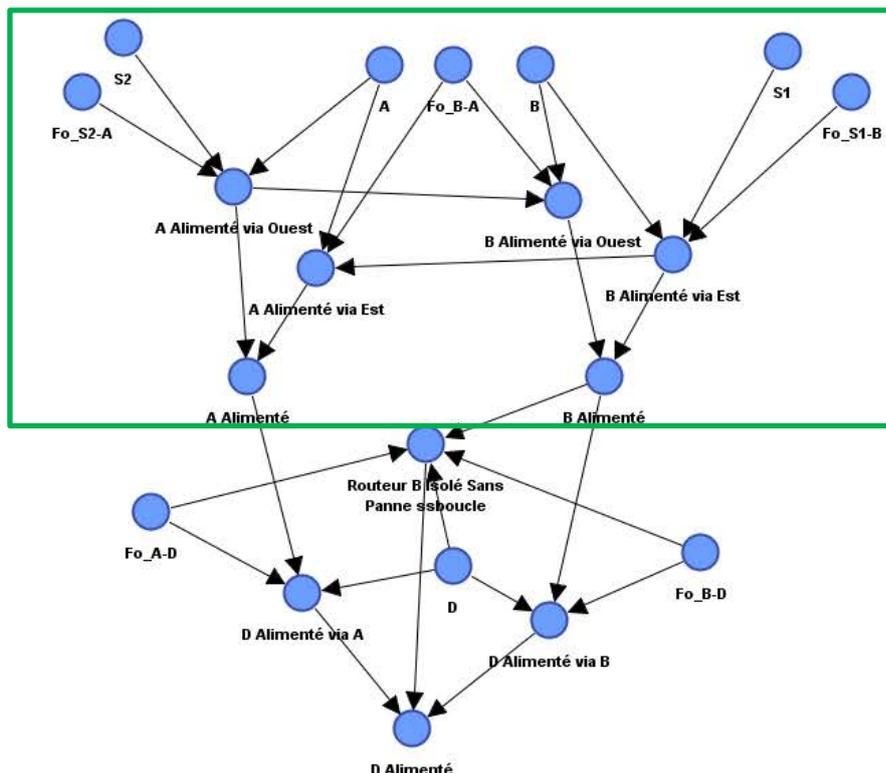 S2
A
Fo_B-A
B
S1
Fo_S2-A
Fo_S1-B
A Alimenté via Ouest
B Alimenté via Ouest
A Alimenté via Est
B Alimenté via Est
A Alimenté
B Alimenté
Routeur B Isolé Sans
Panne ssboucle
Fo_A-D
D
Fo_B-D
D Alimenté via A
D Alimenté via B
D Alimenté